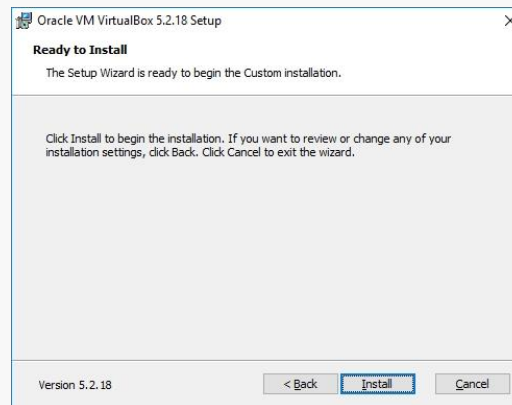 Oracle VM VirtualBox 5.2.18 Setup
Ready to Install
The Setup Wizard is ready to begin the Custom installation.
Click Install to begin the installation. If you want to review or change any of your
installation settings, click Back. Click Cancel to exit the wizard.
Version 5.2.18
< Back
Install
Cancel